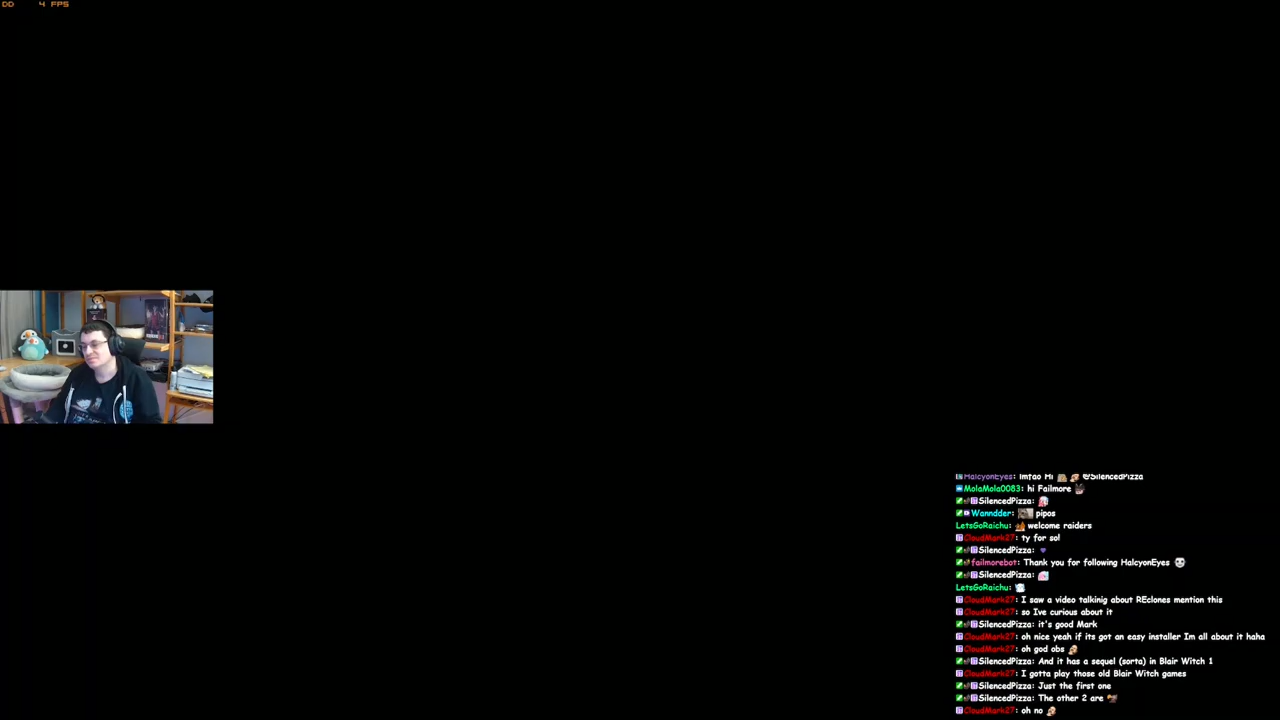 DD 4 FPS
HalcyonEyes: lmfao Hi @SilencedPizza
MolaMola0083: hi Failmore
SilencedPizza:
Wanndder: pipos
LetsGoRaichu: welcome raiders
CloudMark27: ty for sol
SilencedPizza:
failmorebot: Thank you for following HalcyonEyes
SilencedPizza:
LetsGoRaichu:
CloudMark27: I saw a video talkinig about REclones mention this
CloudMark27: so Ive curious about it
SilencedPizza: it's good Mark
CloudMark27: oh nice yeah if its got an easy installer Im all about it haha
CloudMark27: oh god obs
SilencedPizza: And it has a sequel (sorta) in Blair Witch 1
CloudMark27: I gotta play those old Blair Witch games
SilencedPizza: Just the first one
SilencedPizza: The other 2 are
CloudMark27: oh no